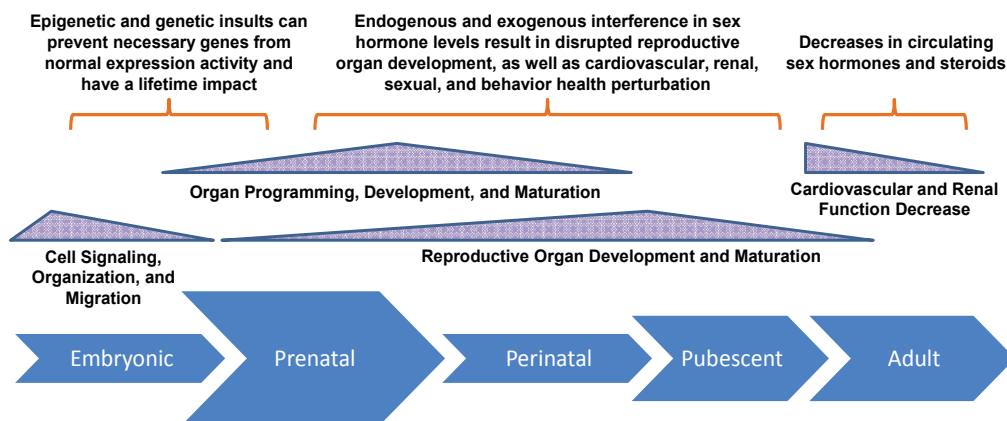 Epigenetic and genetic insults can
prevent necessary genes from
normal expression activity and
have a lifetime impact
Endogenous and exogenous interference in sex
hormone levels result in disrupted reproductive
organ development, as well as cardiovascular, renal,
sexual, and behavior health perturbation
Decreases in circulating
sex hormones and steroids
Organ Programming, Development, and Maturation
Cardiovascular and Renal
Function Decrease
Cell Signaling,
Organization, and
Migration
Reproductive Organ Development and Maturation
Embryonic
Prenatal
Perinatal
Pubescent
Adult